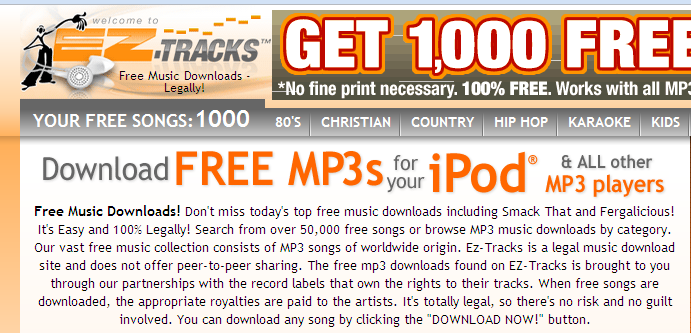 welcome to
EZ-TRACKS™
Free Music Downloads -
Legally!
GET 1,000 FREE
*No fine print necessary. 100% FREE. Works with all MP3
YOUR FREE SONGS: 1000 80'S CHRISTIAN COUNTRY HIP HOP KARAOKE KIDS
Download FREE MP3s for your iPod® & ALL other MP3 players
Free Music Downloads! Don't miss today's top free music downloads including Smack That and Fergalicious!
It's Easy and 100% Legally! Search from over 50,000 free songs or browse MP3 music downloads by category.
Our vast free music collection consists of MP3 songs of worldwide origin. Ez-Tracks is a legal music download
site and does not offer peer-to-peer sharing. The free mp3 downloads found on EZ-Tracks is brought to you
through our partnerships with the record labels that own the rights to their tracks. When free songs are
downloaded, the appropriate royalties are paid to the artists. It's totally legal, so there's no risk and no guilt
involved. You can download any song by clicking the "DOWNLOAD NOW!" button.